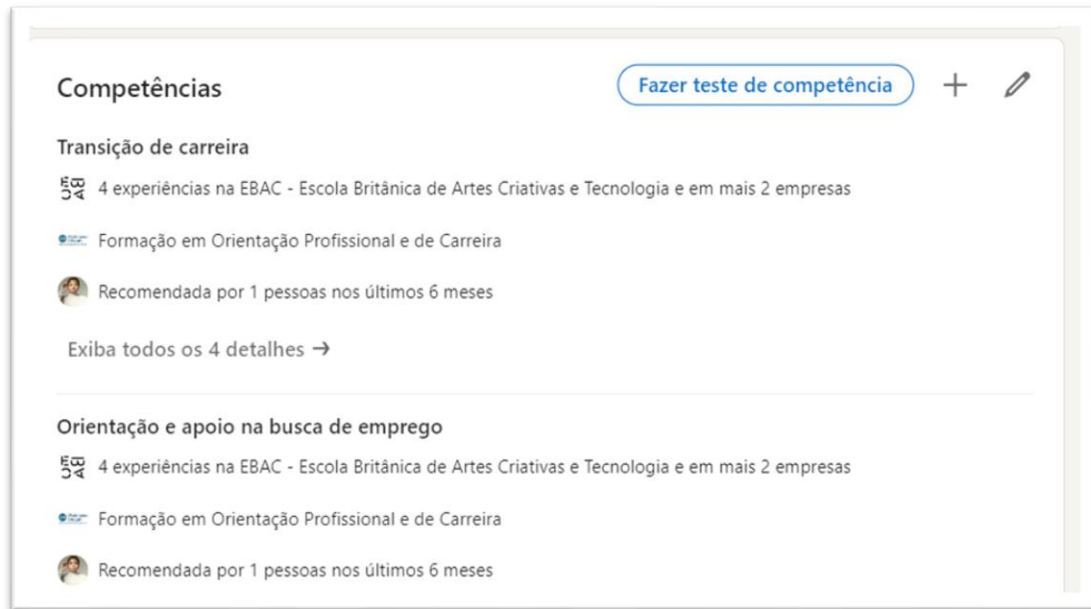 Competências
Fazer teste de competência
Transição de carreira
EBAC
4 experiências na EBAC - Escola Britânica de Artes Criativas e Tecnologia e em mais 2 empresas
Formação em Orientação Profissional e de Carreira
Recomendada por 1 pessoas nos últimos 6 meses
Exiba todos os 4 detalhes →
Orientação e apoio na busca de emprego
EBAC
4 experiências na EBAC - Escola Britânica de Artes Criativas e Tecnologia e em mais 2 empresas
Formação em Orientação Profissional e de Carreira
Recomendada por 1 pessoas nos últimos 6 meses